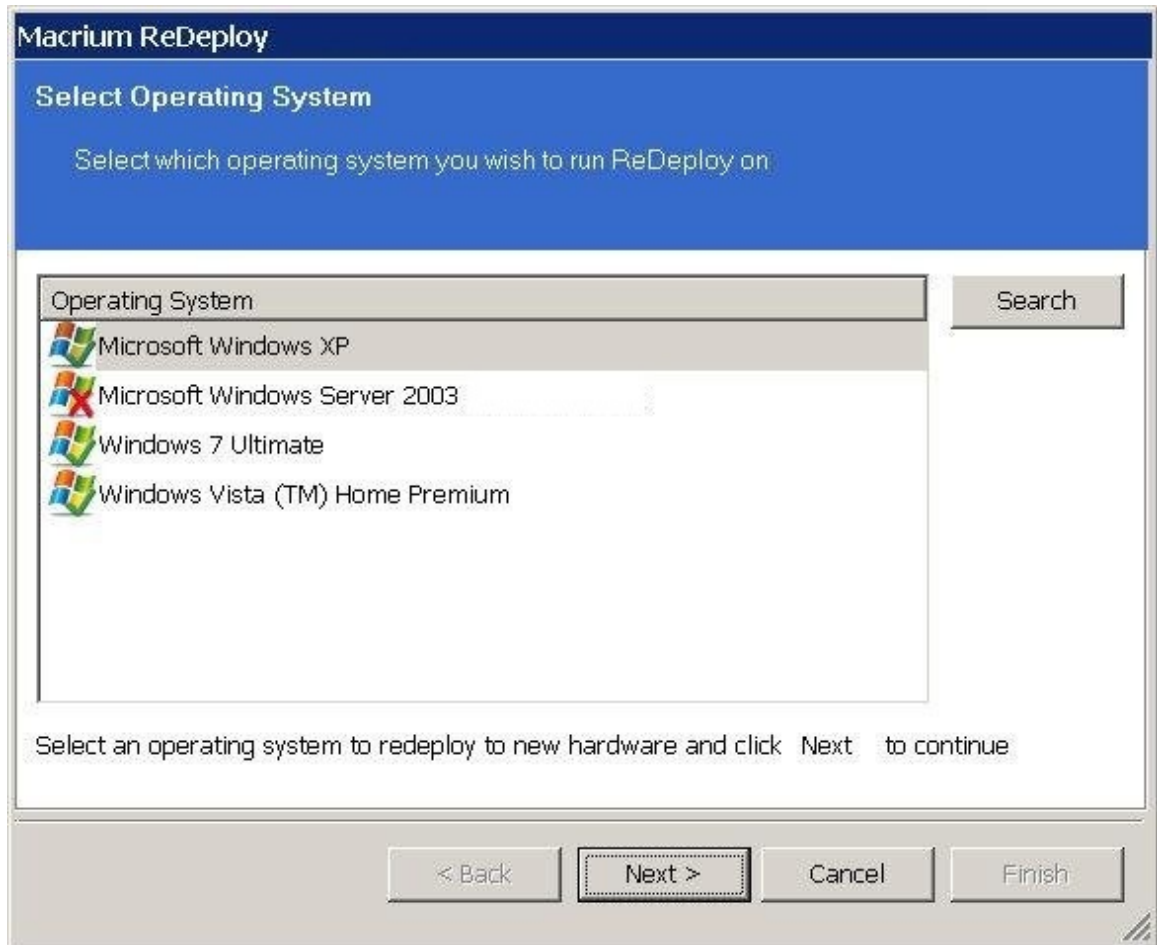 Macrium ReDeploy
Select Operating System
Select which operating system you wish to run ReDeploy on
Operating System
Search
Microsoft Windows XP
Microsoft Windows Server 2003
Windows 7 Ultimate
Windows Vista (TM) Home Premium
Select an operating system to redeploy to new hardware and click Next to continue
< Back Next > Cancel Finish